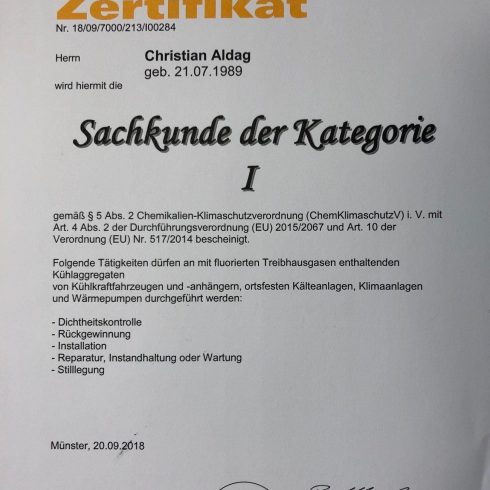 Zertifikat
Nr. 18/09/7000/213/I00284
Herrn Christian Aldag
geb. 21.07.1989
wird hiermit die
Sachkunde der Kategorie
I
gemäß § 5 Abs. 2 Chemikalien-Klimaschutzverordnung (ChemKlimaschutzV) i. V. mit
Art. 4 Abs. 2 der Durchführungsverordnung (EU) 2015/2067 und Art. 10 der
Verordnung (EU) Nr. 517/2014 bescheinigt.
Folgende Tätigkeiten dürfen an mit fluorierten Treibhausgasen enthaltenden
Kühlaggregaten
von Kühlkraftfahrzeugen und -anhängern, ortsfesten Kälteanlagen, Klimaanlagen
und Wärmepumpen durchgeführt werden:
- Dichtheitskontrolle
- Rückgewinnung
- Installation
- Reparatur, Instandhaltung oder Wartung
- Stilllegung
Münster, 20.09.2018